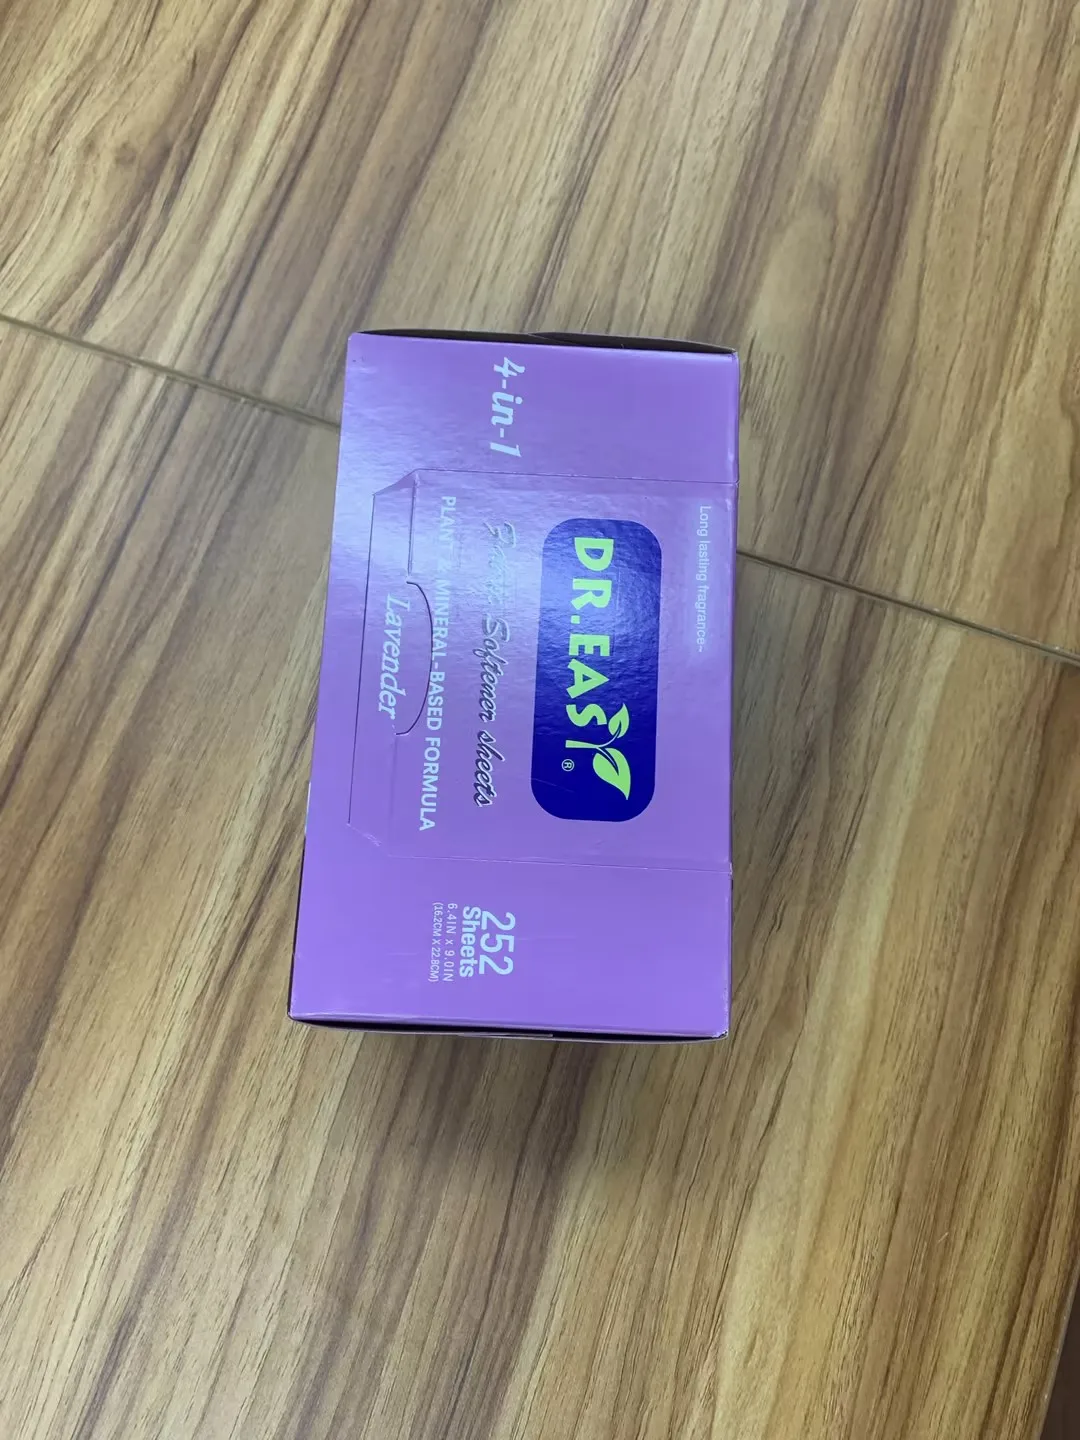 Long lasting fragrance~
DR.EASY®
4-in-1
Fabric Softener sheets
PLANT & MINERAL-BASED FORMULA
Lavender
252
Sheets
6.4IN x 9.0IN
(16.2CM X 22.8CM)